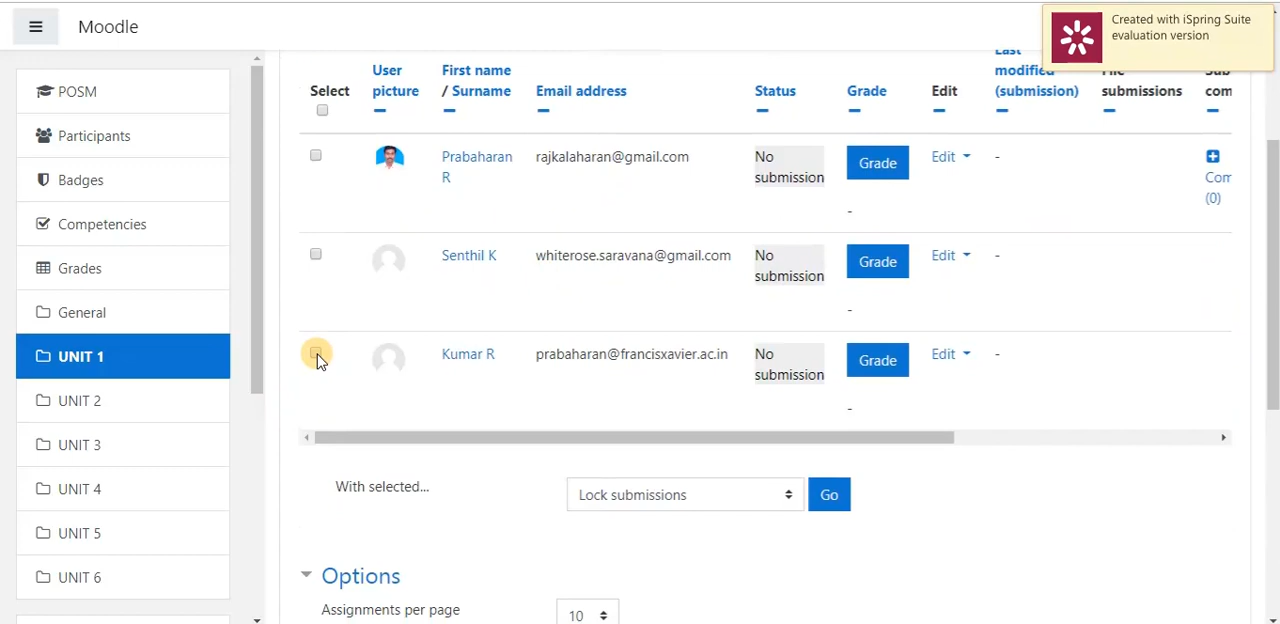 Moodle
Created with iSpring Suite
evaluation version
POSM
Participants
Badges
Competencies
Grades
General
UNIT 1
UNIT 2
UNIT 3
UNIT 4
UNIT 5
UNIT 6
Select
User
picture
First name
/ Surname
Email address
Status
Grade
Edit
Last
modified
(submission)
File
submissions
Sub
com
Prabaharan
R
rajkalaharan@gmail.com
No
submission
Grade
Edit
-
Com
(0)
-
Senthil K
whiterose.saravana@gmail.com
No
submission
Grade
Edit
-
-
Kumar R
prabaharan@francisxavier.ac.in
No
submission
Grade
Edit
-
-
With selected...
Lock submissions
Go
Options
Assignments per page
10